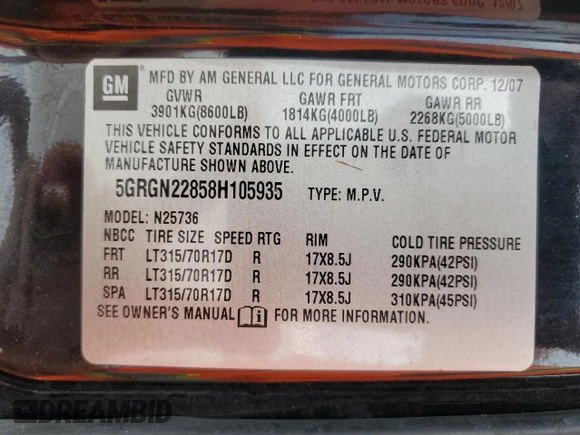 GM
MFD BY AM GENERAL LLC FOR GENERAL MOTORS CORP. 12/07
GVWR GAWR FRT GAWR RR
3901KG(8600LB) 1814KG(4000LB) 2268KG(5000LB)
THIS VEHICLE CONFORMS TO ALL APPLICABLE U.S. FEDERAL MOTOR
VEHICLE SAFETY STANDARDS IN EFFECT ON THE DATE OF
MANUFACTURE SHOWN ABOVE.
5GRGN22858H105935 TYPE: M.P.V.
MODEL: N25736
NBCC TIRE SIZE SPEED RTG RIM COLD TIRE PRESSURE
FRT LT315/70R17D R 17X8.5J 290KPA(42PSI)
RR LT315/70R17D R 17X8.5J 290KPA(42PSI)
SPA LT315/70R17D R 17X8.5J 310KPA(45PSI)
SEE OWNER'S MANUAL i FOR MORE INFORMATION.
DREAMBID